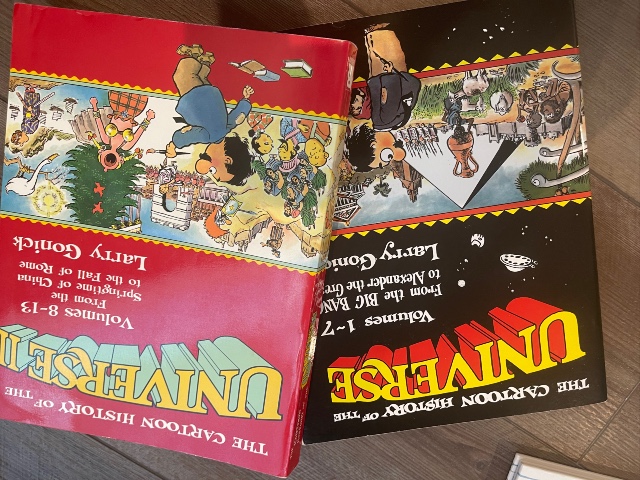 THE CARTOON HISTORY OF THE
UNIVERSE
Volumes 1~7
From the BIG BANG
to Alexander the Gre
Larry Gonick
THE CARTOON HISTORY OF THE
UNIVERSE II
Volumes 8-13
From the
Springtime of China
to the Fall of Rome
Larry Gonick